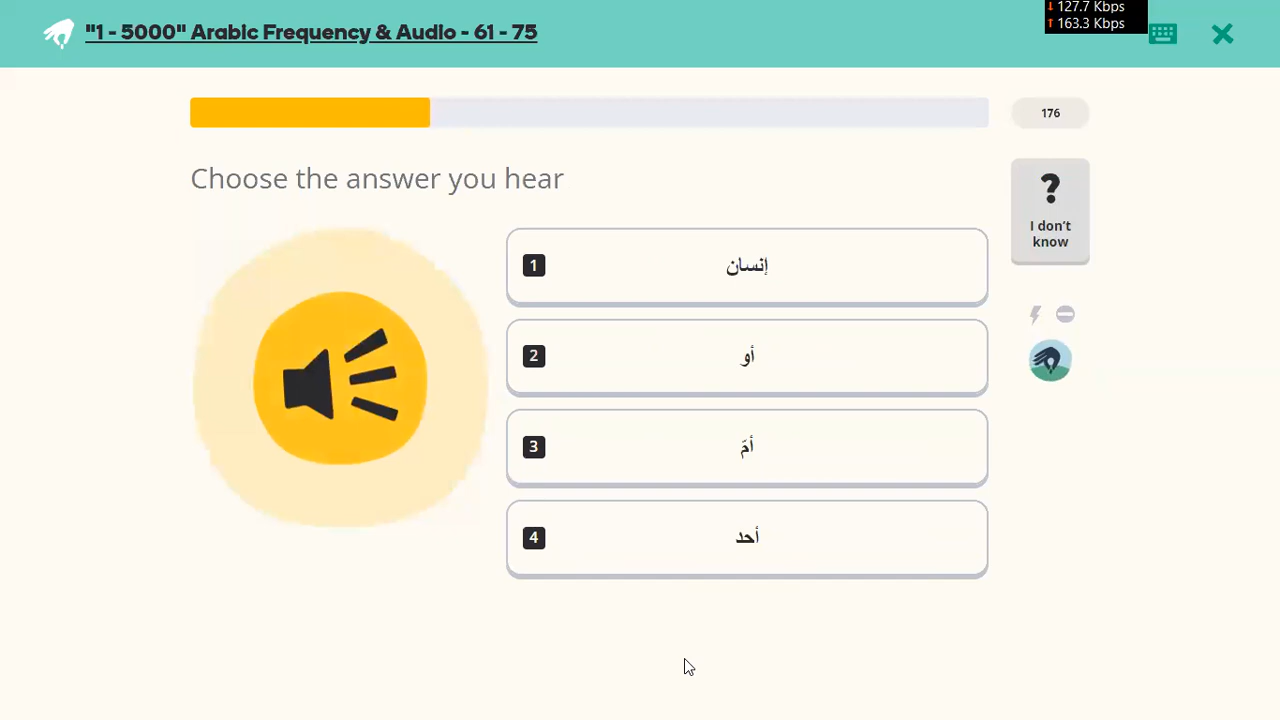 "1 - 5000" Arabic Frequency & Audio - 61 - 75
↓ 127.7 Kbps
↑ 163.3 Kbps
176
Choose the answer you hear
?
I don't
know
1 إنسان
2 أو
3 أمّ
4 أحد